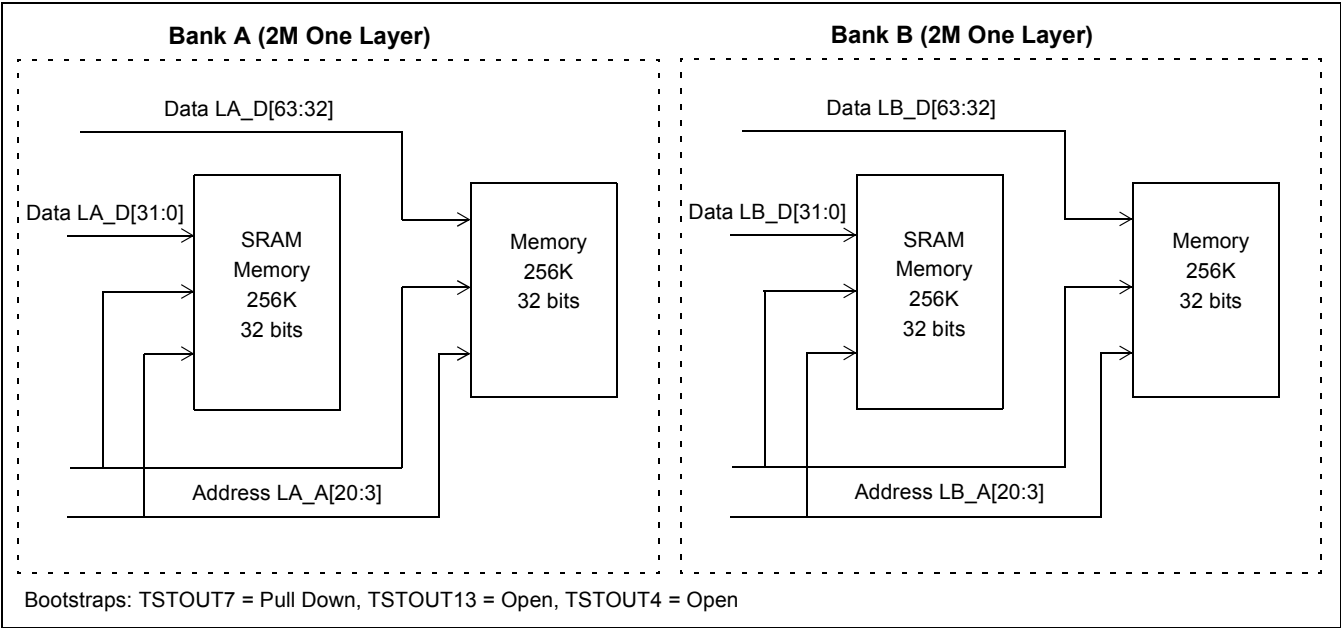 Bank A (2M One Layer)
Data LA_D[63:32]
Data LA_D[31:0]
SRAM
Memory
256K
32 bits
Memory
256K
32 bits
Address LA_A[20:3]
Bank B (2M One Layer)
Data LB_D[63:32]
Data LB_D[31:0]
SRAM
Memory
256K
32 bits
Memory
256K
32 bits
Address LB_A[20:3]
Bootstraps: TSTOUT7 = Pull Down, TSTOUT13 = Open, TSTOUT4 = Open